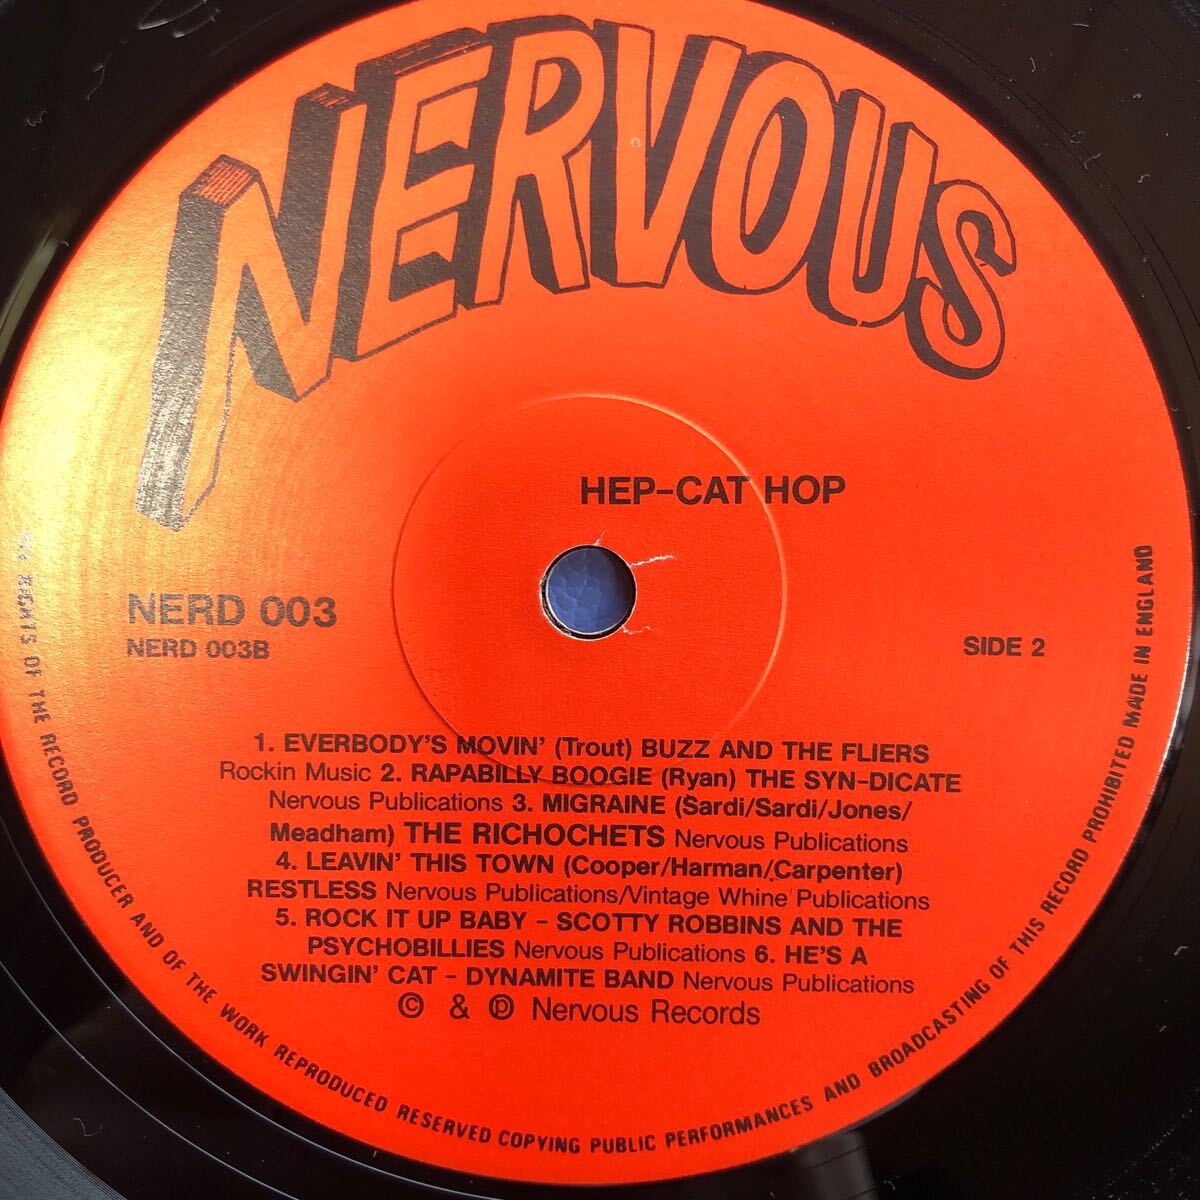 NERVOUS
HEP-CAT HOP
NERD 003
NERD 003B
SIDE 2
1. EVERBODY'S MOVIN' (Trout) BUZZ AND THE FLIERS
Rockin Music 2. RAPABILLY BOOGIE (Ryan) THE SYN-DICATE
Nervous Publications 3. MIGRAINE (Sardi/Sardi/Jones/
Meadham) THE RICHOCHETS Nervous Publications
4. LEAVIN' THIS TOWN (Cooper/Harman/Carpenter)
RESTLESS Nervous Publications/Vintage Whine Publications
5. ROCK IT UP BABY - SCOTTY ROBBINS AND THE
PSYCHOBILLIES Nervous Publications 6. HE'S A
SWINGIN' CAT - DYNAMITE BAND Nervous Publications
© & ℗ Nervous Records
ALL RIGHTS OF THE RECORD PRODUCER AND OF THE WORK REPRODUCED RESERVED COPYING PUBLIC PERFORMANCES AND BROADCASTING OF THIS RECORD PROHIBITED MADE IN ENGLAND